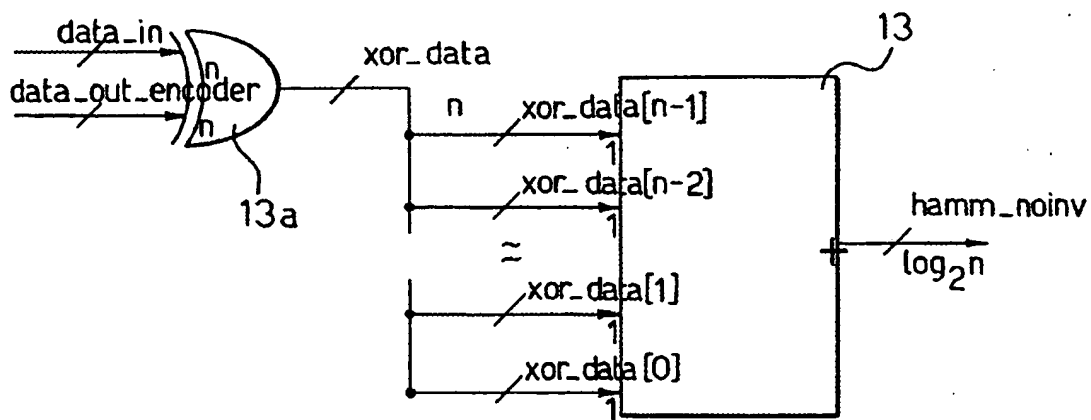 data_in
n
data_out_encoder
n
13a
xor_data
n
13
xor_data[n-1]
1
xor_data[n-2]
1
≈
xor_data[1]
1
xor_data[0]
1
+
hamm_noinv
log₂n